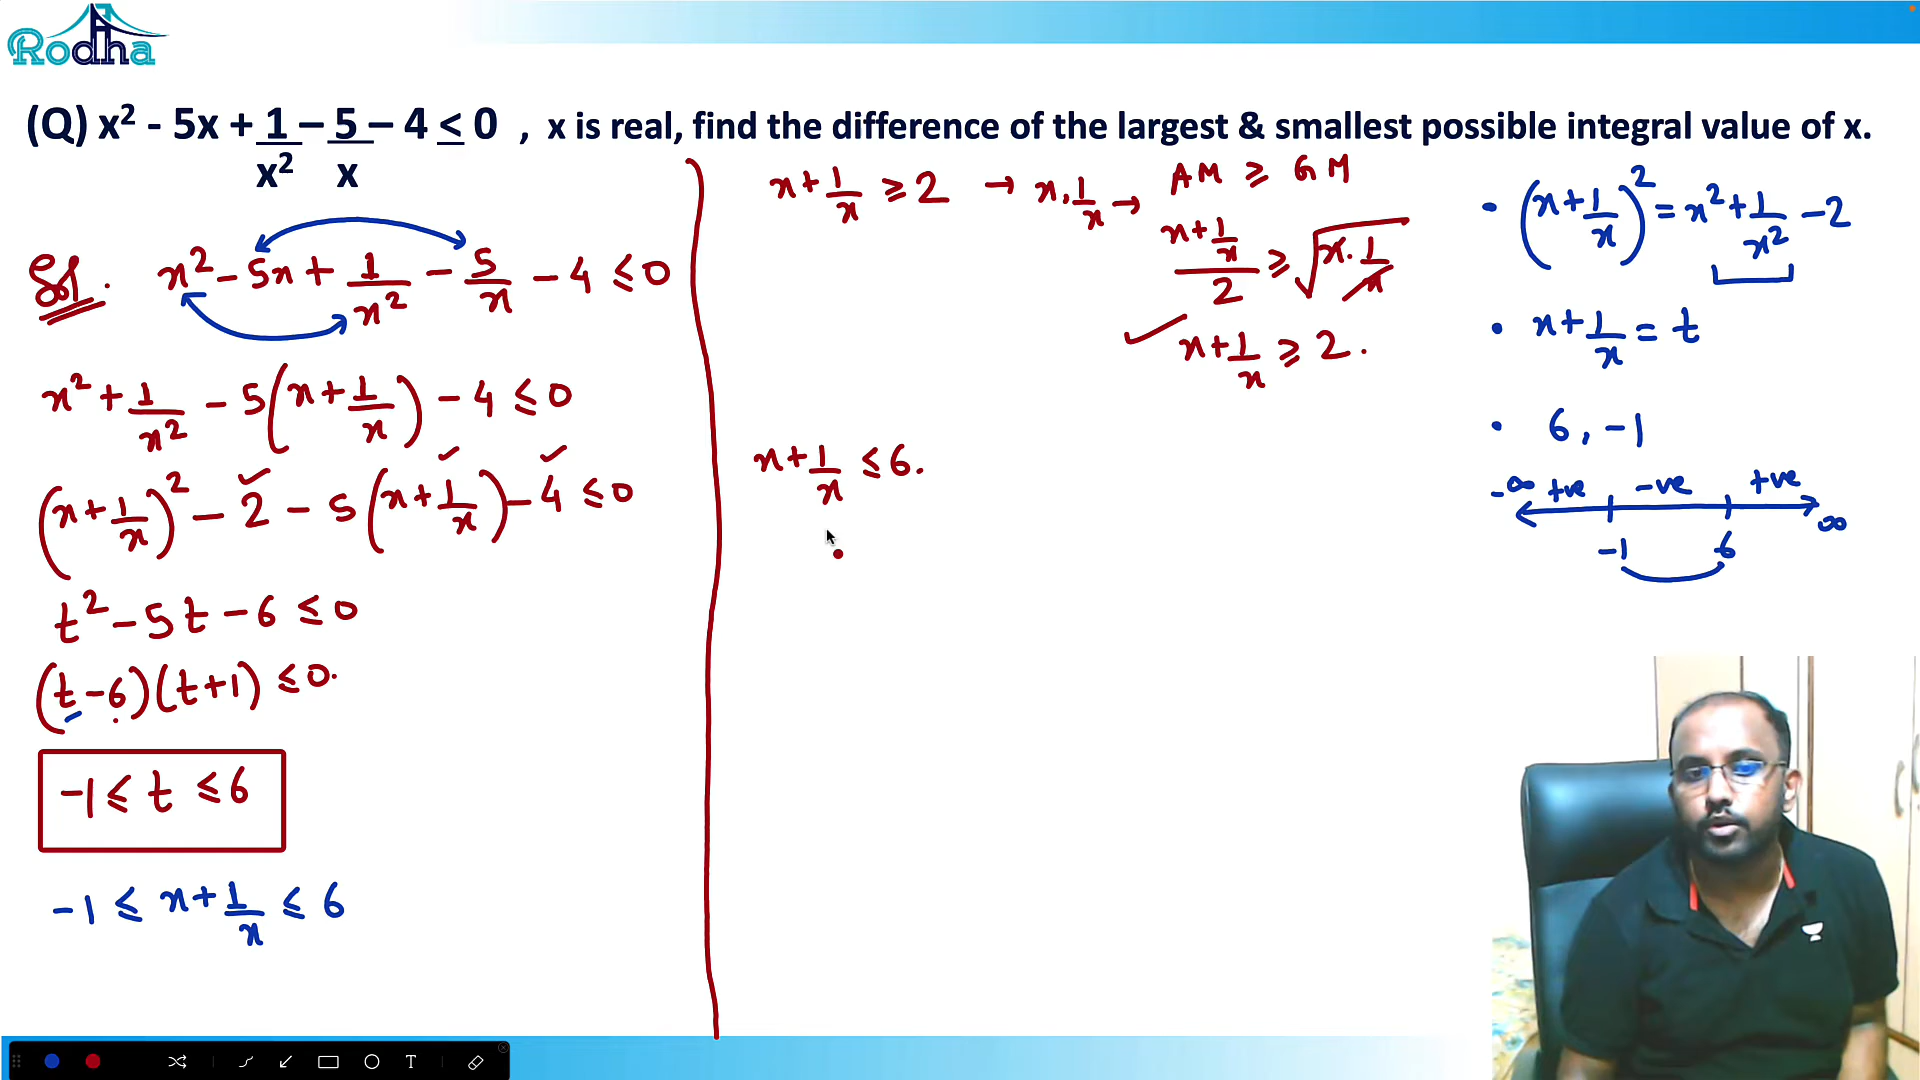 Rodha
(Q) x² - 5x + 1/x² – 5/x – 4 ≤ 0 , x is real, find the difference of the largest & smallest possible integral value of x.
Sol. x² - 5x + 1/x² - 5/x - 4 ≤ 0
x² + 1/x² - 5(x + 1/x) - 4 ≤ 0
(x + 1/x)² - 2 - 5(x + 1/x) - 4 ≤ 0
t² - 5t - 6 ≤ 0
(t - 6)(t + 1) ≤ 0.
-1 ≤ t ≤ 6
-1 ≤ x + 1/x ≤ 6
x + 1/x ≥ 2 → x, 1/x → AM ≥ GM
(x + 1/x)/2 ≥ √(x · 1/x)
✓ x + 1/x ≥ 2.
x + 1/x ≤ 6.
• (x + 1/x)² = x² + 1/x² - 2
• x + 1/x = t
• 6, -1
-∞ +ve -ve +ve ∞
-1 6
T